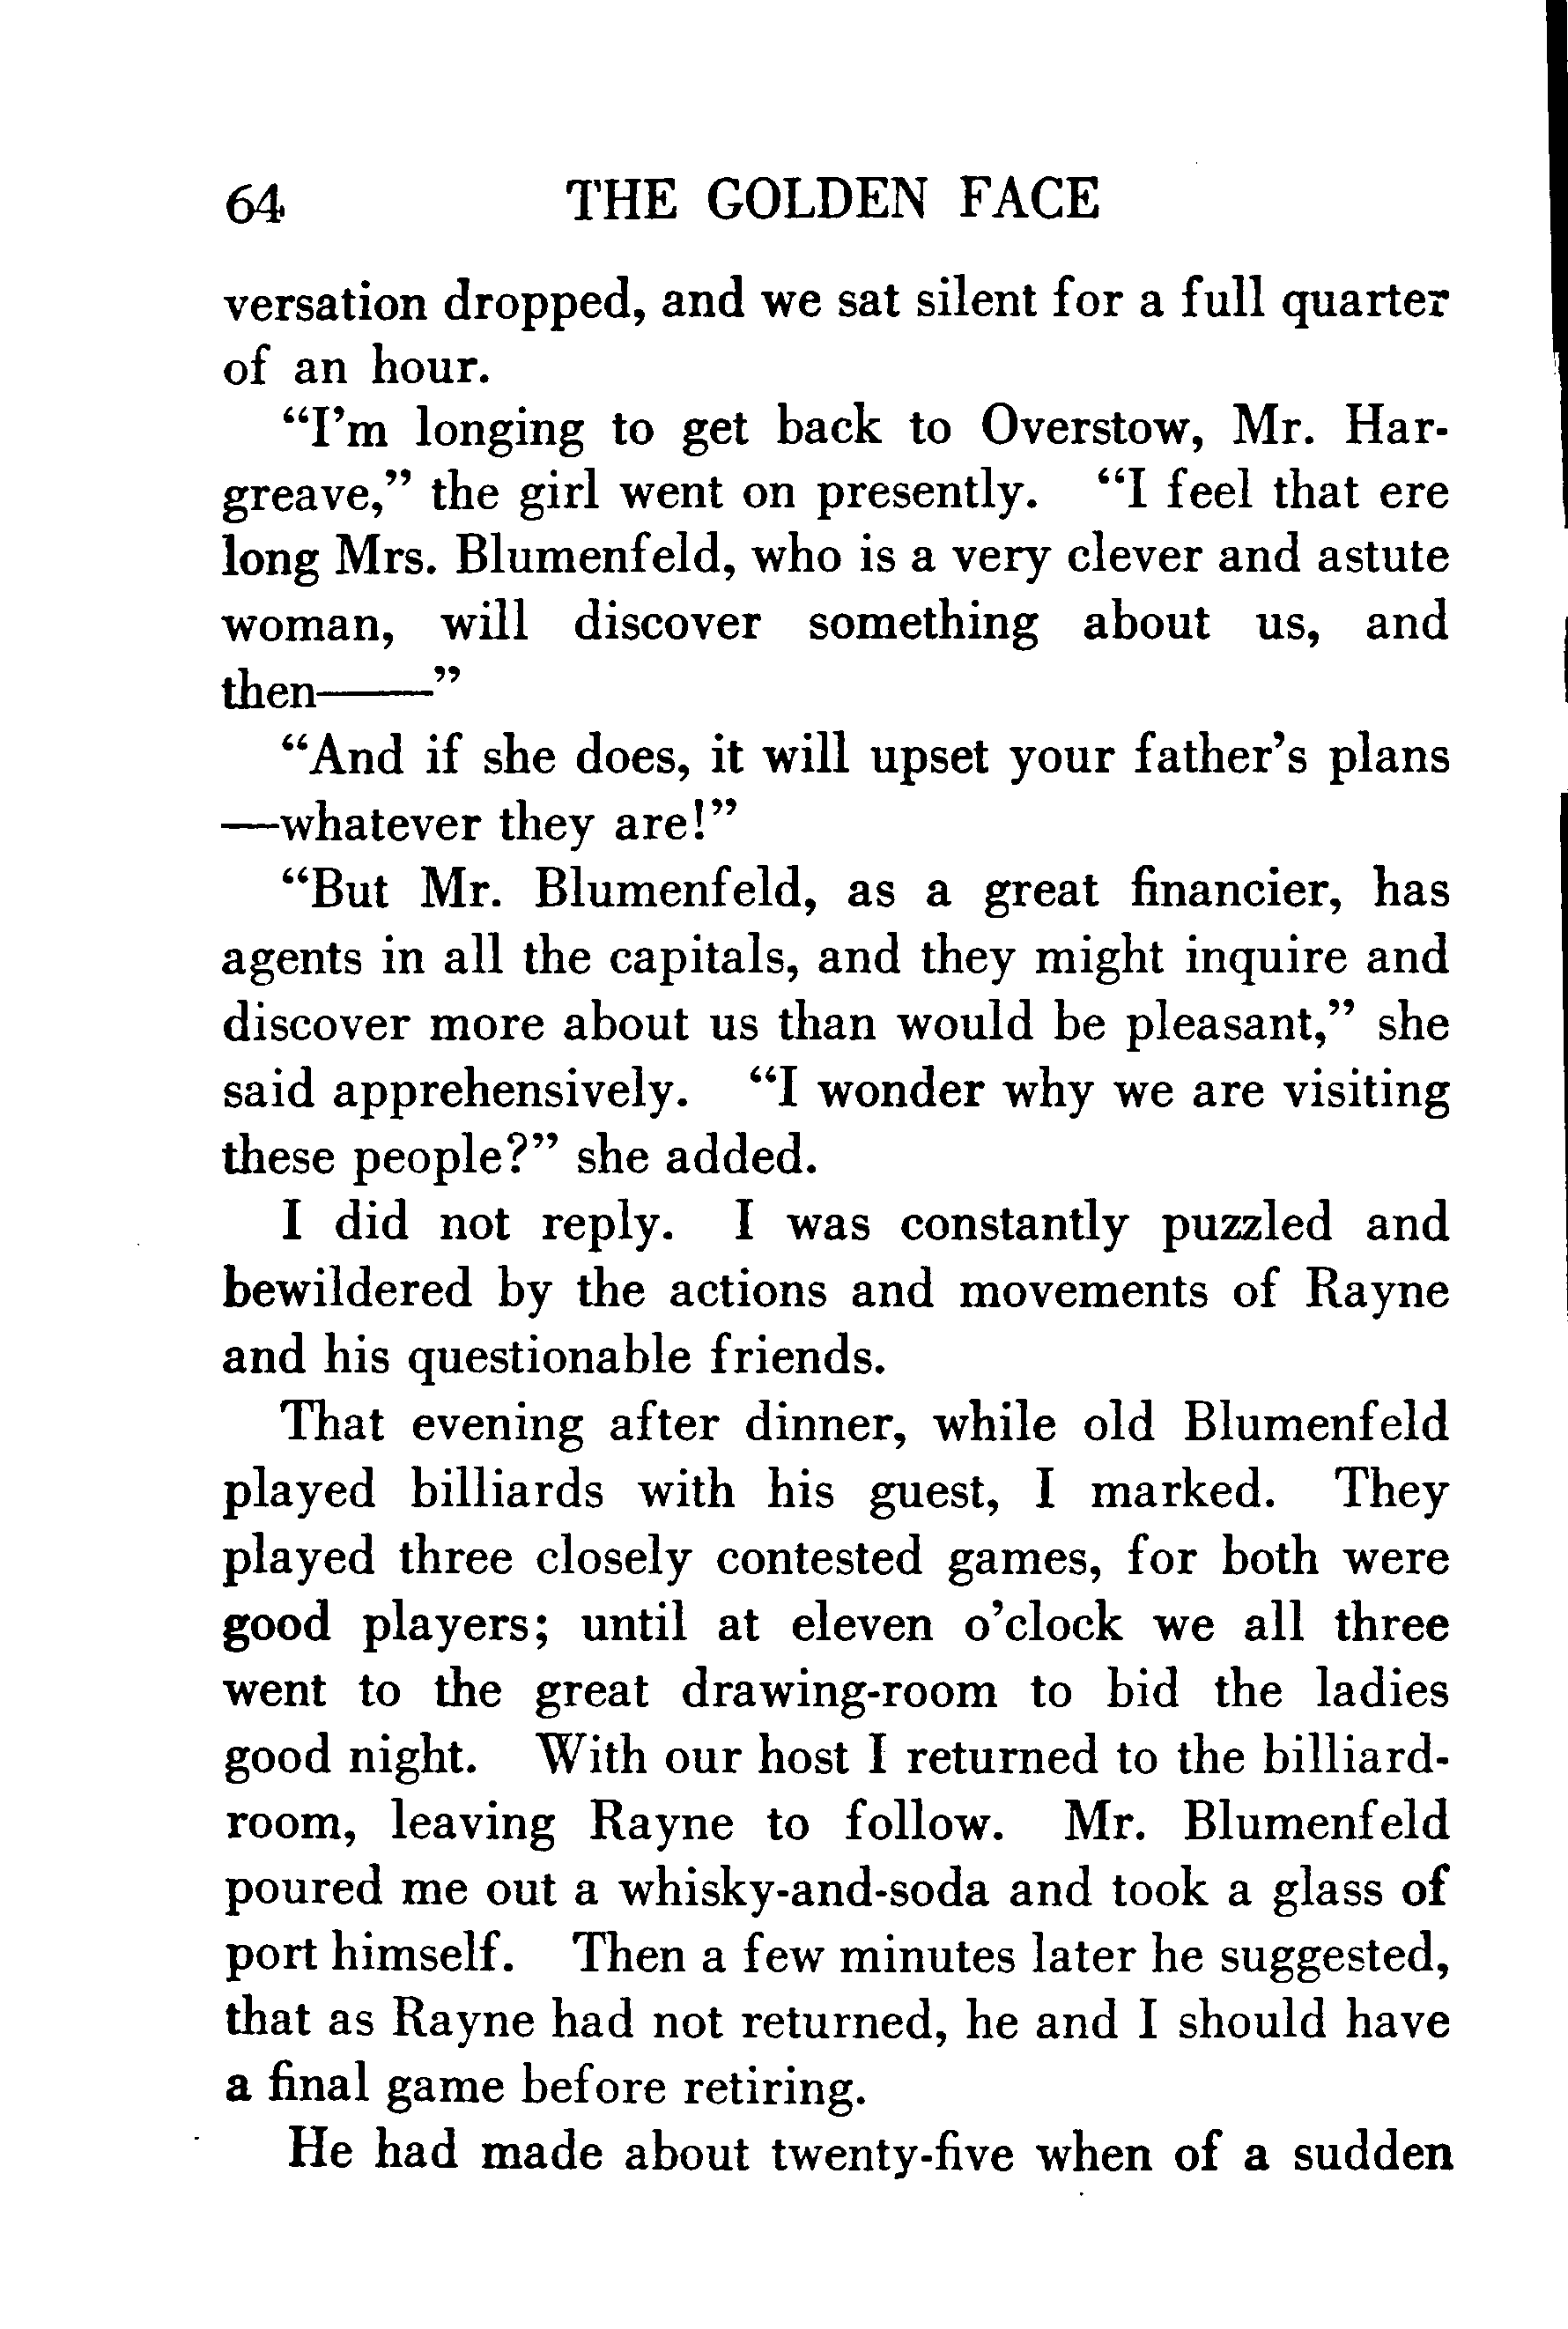 64 THE GOLDEN FACE
versation dropped, and we sat silent for a full quarter
of an hour.
“I’m longing to get back to Overstow, Mr. Har-
greave,” the girl went on presently. “I feel that ere
long Mrs. Blumenfeld, who is a very clever and astute
woman, will discover something about us, and
then——”
“And if she does, it will upset your father’s plans
—whatever they are!”
“But Mr. Blumenfeld, as a great financier, has
agents in all the capitals, and they might inquire and
discover more about us than would be pleasant,” she
said apprehensively. “I wonder why we are visiting
these people?” she added.
I did not reply. I was constantly puzzled and
bewildered by the actions and movements of Rayne
and his questionable friends.
That evening after dinner, while old Blumenfeld
played billiards with his guest, I marked. They
played three closely contested games, for both were
good players; until at eleven o’clock we all three
went to the great drawing-room to bid the ladies
good night. With our host I returned to the billiard-
room, leaving Rayne to follow. Mr. Blumenfeld
poured me out a whisky-and-soda and took a glass of
port himself. Then a few minutes later he suggested,
that as Rayne had not returned, he and I should have
a final game before retiring.
He had made about twenty-five when of a sudden